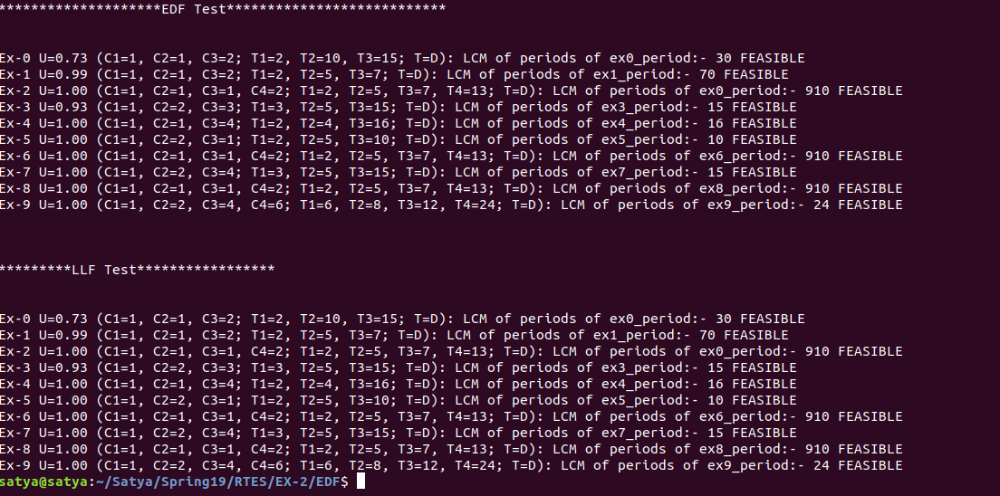 ********************EDF Test***************************
Ex-0 U=0.73 (C1=1, C2=1, C3=2; T1=2, T2=10, T3=15; T=D): LCM of periods of ex0_period:- 30 FEASIBLE
Ex-1 U=0.99 (C1=1, C2=1, C3=2; T1=2, T2=5, T3=7; T=D): LCM of periods of ex1_period:- 70 FEASIBLE
Ex-2 U=1.00 (C1=1, C2=1, C3=1, C4=2; T1=2, T2=5, T3=7, T4=13; T=D): LCM of periods of ex0_period:- 910 FEASIBLE
Ex-3 U=0.93 (C1=1, C2=2, C3=3; T1=3, T2=5, T3=15; T=D): LCM of periods of ex3_period:- 15 FEASIBLE
Ex-4 U=1.00 (C1=1, C2=1, C3=4; T1=2, T2=4, T3=16; T=D): LCM of periods of ex4_period:- 16 FEASIBLE
Ex-5 U=1.00 (C1=1, C2=2, C3=1; T1=2, T2=5, T3=10; T=D): LCM of periods of ex5_period:- 10 FEASIBLE
Ex-6 U=1.00 (C1=1, C2=1, C3=1, C4=2; T1=2, T2=5, T3=7, T4=13; T=D): LCM of periods of ex6_period:- 910 FEASIBLE
Ex-7 U=1.00 (C1=1, C2=2, C3=4; T1=3, T2=5, T3=15; T=D): LCM of periods of ex7_period:- 15 FEASIBLE
Ex-8 U=1.00 (C1=1, C2=1, C3=1, C4=2; T1=2, T2=5, T3=7, T4=13; T=D): LCM of periods of ex8_period:- 910 FEASIBLE
Ex-9 U=1.00 (C1=1, C2=2, C3=4, C4=6; T1=6, T2=8, T3=12, T4=24; T=D): LCM of periods of ex9_period:- 24 FEASIBLE
*********LLF Test*****************
Ex-0 U=0.73 (C1=1, C2=1, C3=2; T1=2, T2=10, T3=15; T=D): LCM of periods of ex0_period:- 30 FEASIBLE
Ex-1 U=0.99 (C1=1, C2=1, C3=2; T1=2, T2=5, T3=7; T=D): LCM of periods of ex1_period:- 70 FEASIBLE
Ex-2 U=1.00 (C1=1, C2=1, C3=1, C4=2; T1=2, T2=5, T3=7, T4=13; T=D): LCM of periods of ex0_period:- 910 FEASIBLE
Ex-3 U=0.93 (C1=1, C2=2, C3=3; T1=3, T2=5, T3=15; T=D): LCM of periods of ex3_period:- 15 FEASIBLE
Ex-4 U=1.00 (C1=1, C2=1, C3=4; T1=2, T2=4, T3=16; T=D): LCM of periods of ex4_period:- 16 FEASIBLE
Ex-5 U=1.00 (C1=1, C2=2, C3=1; T1=2, T2=5, T3=10; T=D): LCM of periods of ex5_period:- 10 FEASIBLE
Ex-6 U=1.00 (C1=1, C2=1, C3=1, C4=2; T1=2, T2=5, T3=7, T4=13; T=D): LCM of periods of ex6_period:- 910 FEASIBLE
Ex-7 U=1.00 (C1=1, C2=2, C3=4; T1=3, T2=5, T3=15; T=D): LCM of periods of ex7_period:- 15 FEASIBLE
Ex-8 U=1.00 (C1=1, C2=1, C3=1, C4=2; T1=2, T2=5, T3=7, T4=13; T=D): LCM of periods of ex8_period:- 910 FEASIBLE
Ex-9 U=1.00 (C1=1, C2=2, C3=4, C4=6; T1=6, T2=8, T3=12, T4=24; T=D): LCM of periods of ex9_period:- 24 FEASIBLE
satya@satya:~/Satya/Spring19/RTES/EX-2/EDF$